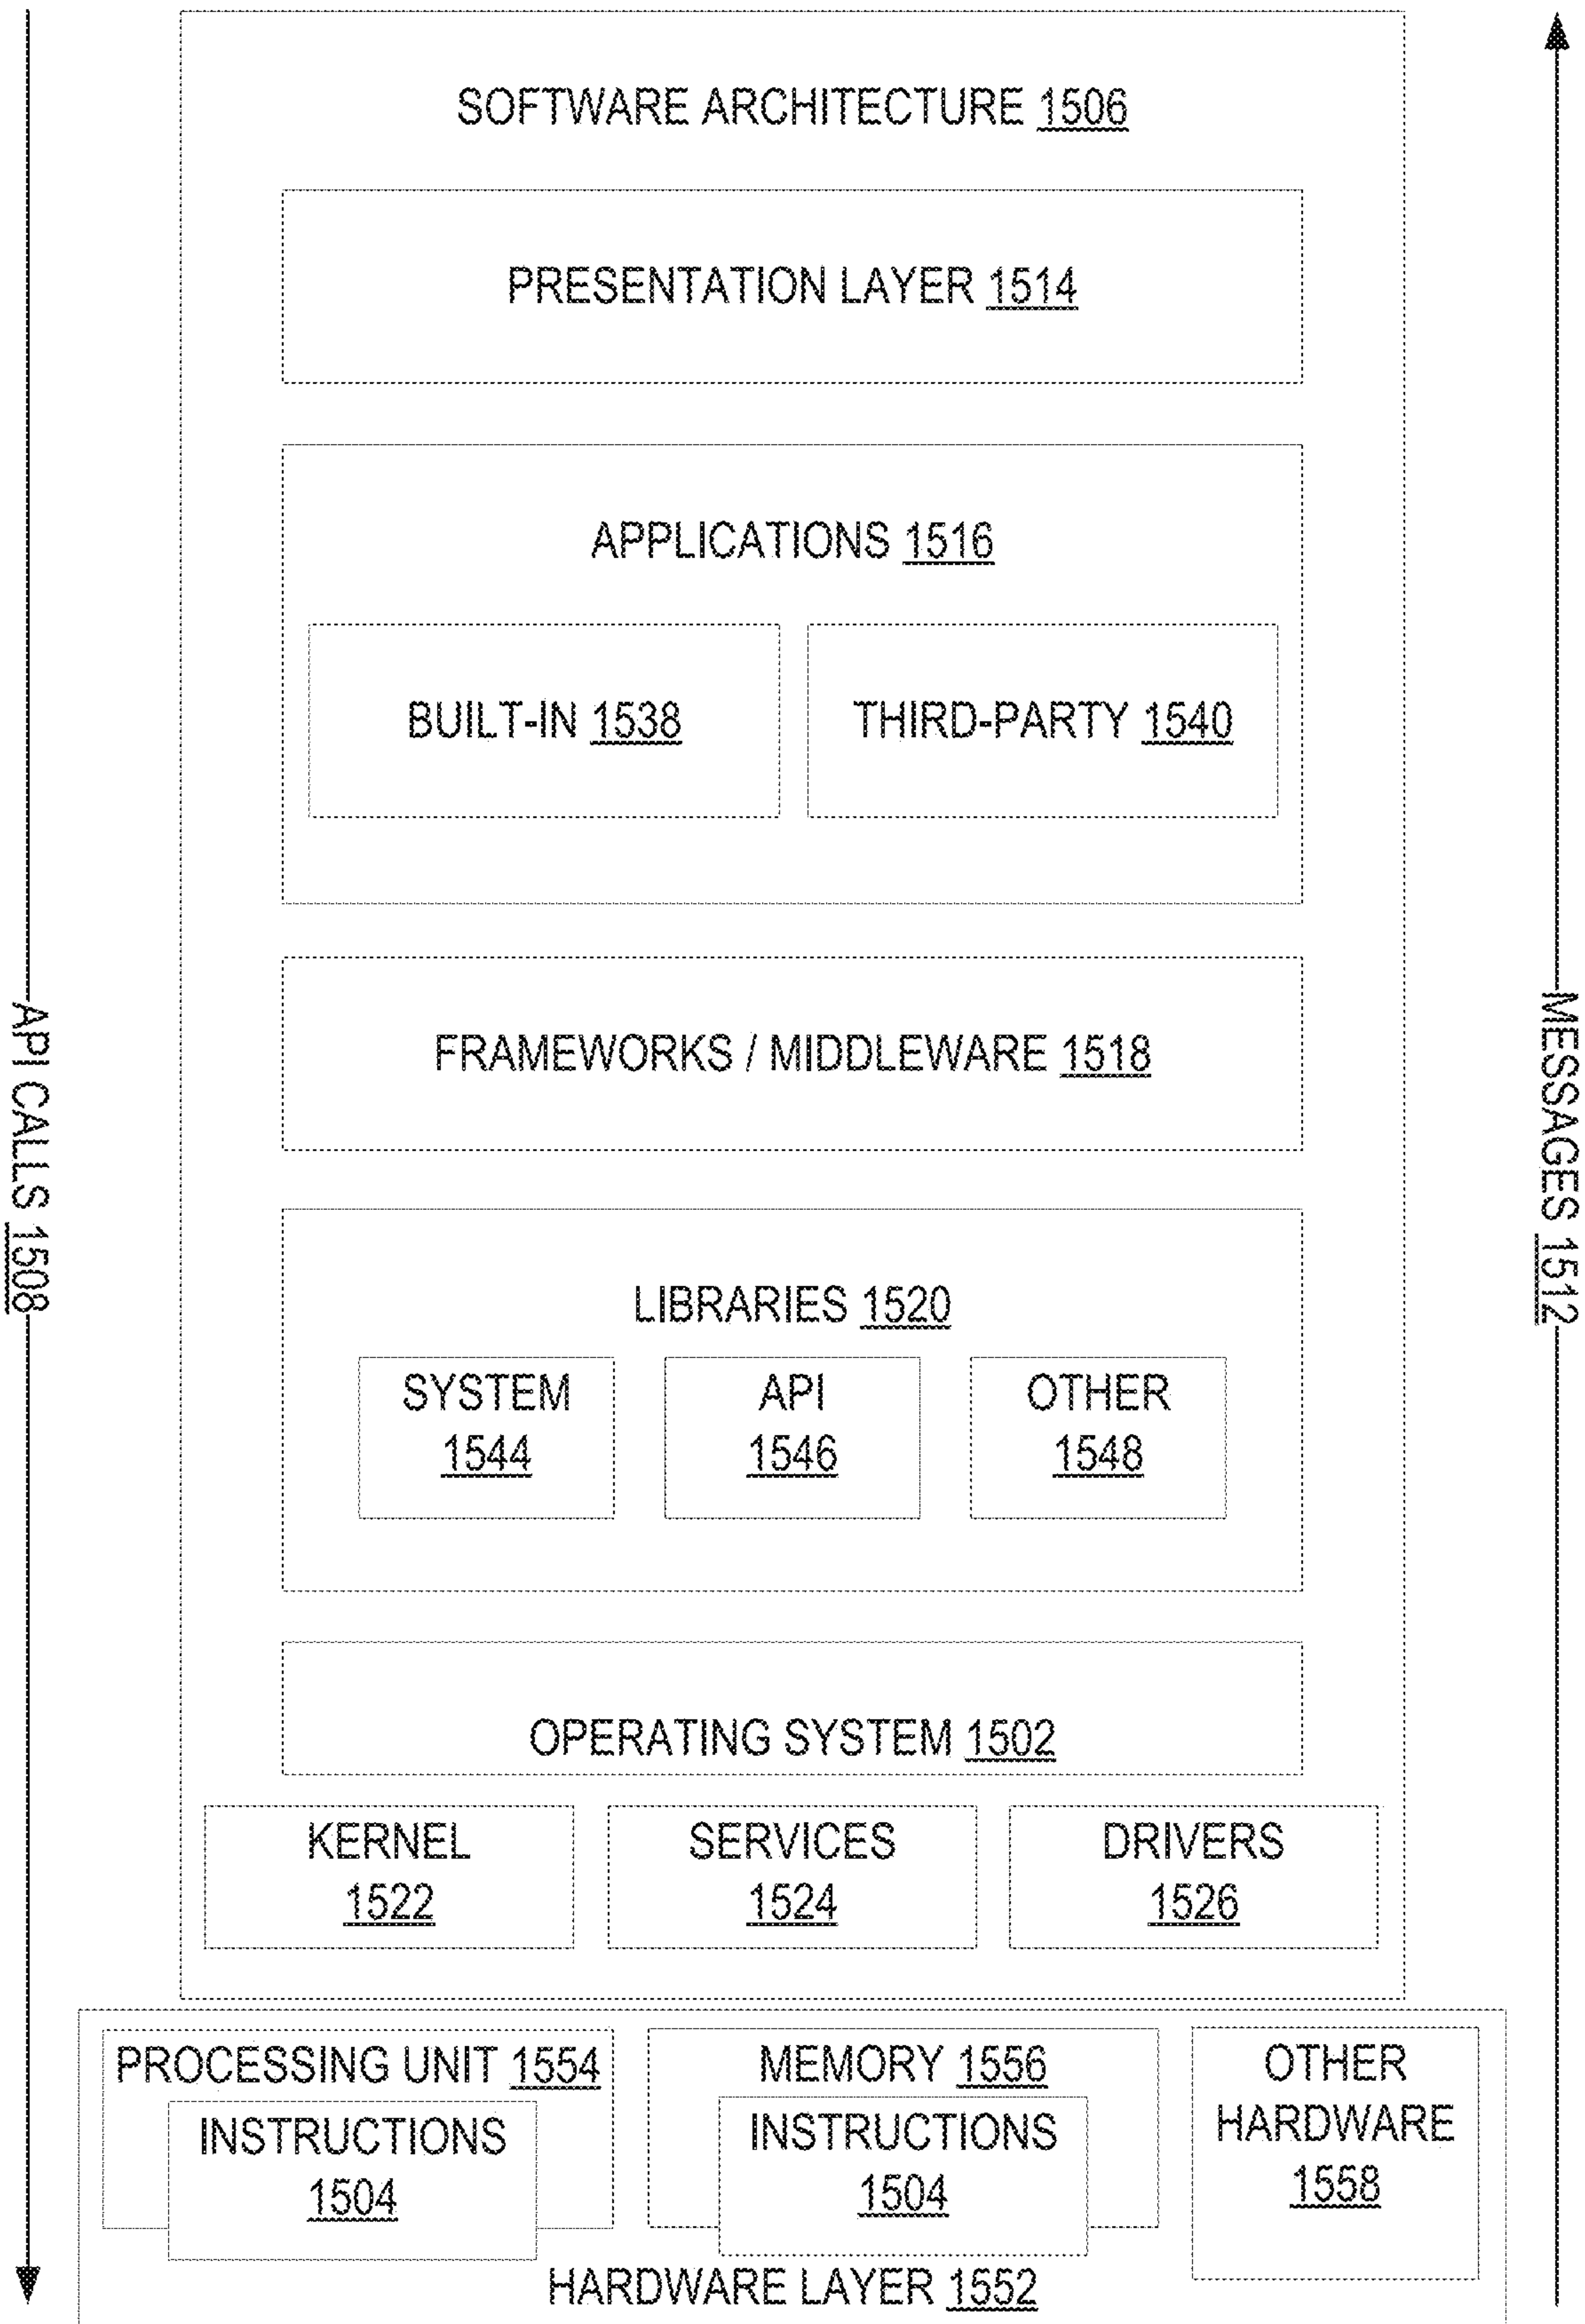 SOFTWARE ARCHITECTURE 1506
PRESENTATION LAYER 1514
APPLICATIONS 1516
BUILT-IN 1538
THIRD-PARTY 1540
FRAMEWORKS / MIDDLEWARE 1518
LIBRARIES 1520
SYSTEM
1544
API
1546
OTHER
1548
OPERATING SYSTEM 1502
KERNEL
1522
SERVICES
1524
DRIVERS
1526
PROCESSING UNIT 1554
INSTRUCTIONS
1504
MEMORY 1556
INSTRUCTIONS
1504
OTHER
HARDWARE
1558
HARDWARE LAYER 1552
API CALLS 1508
MESSAGES 1512